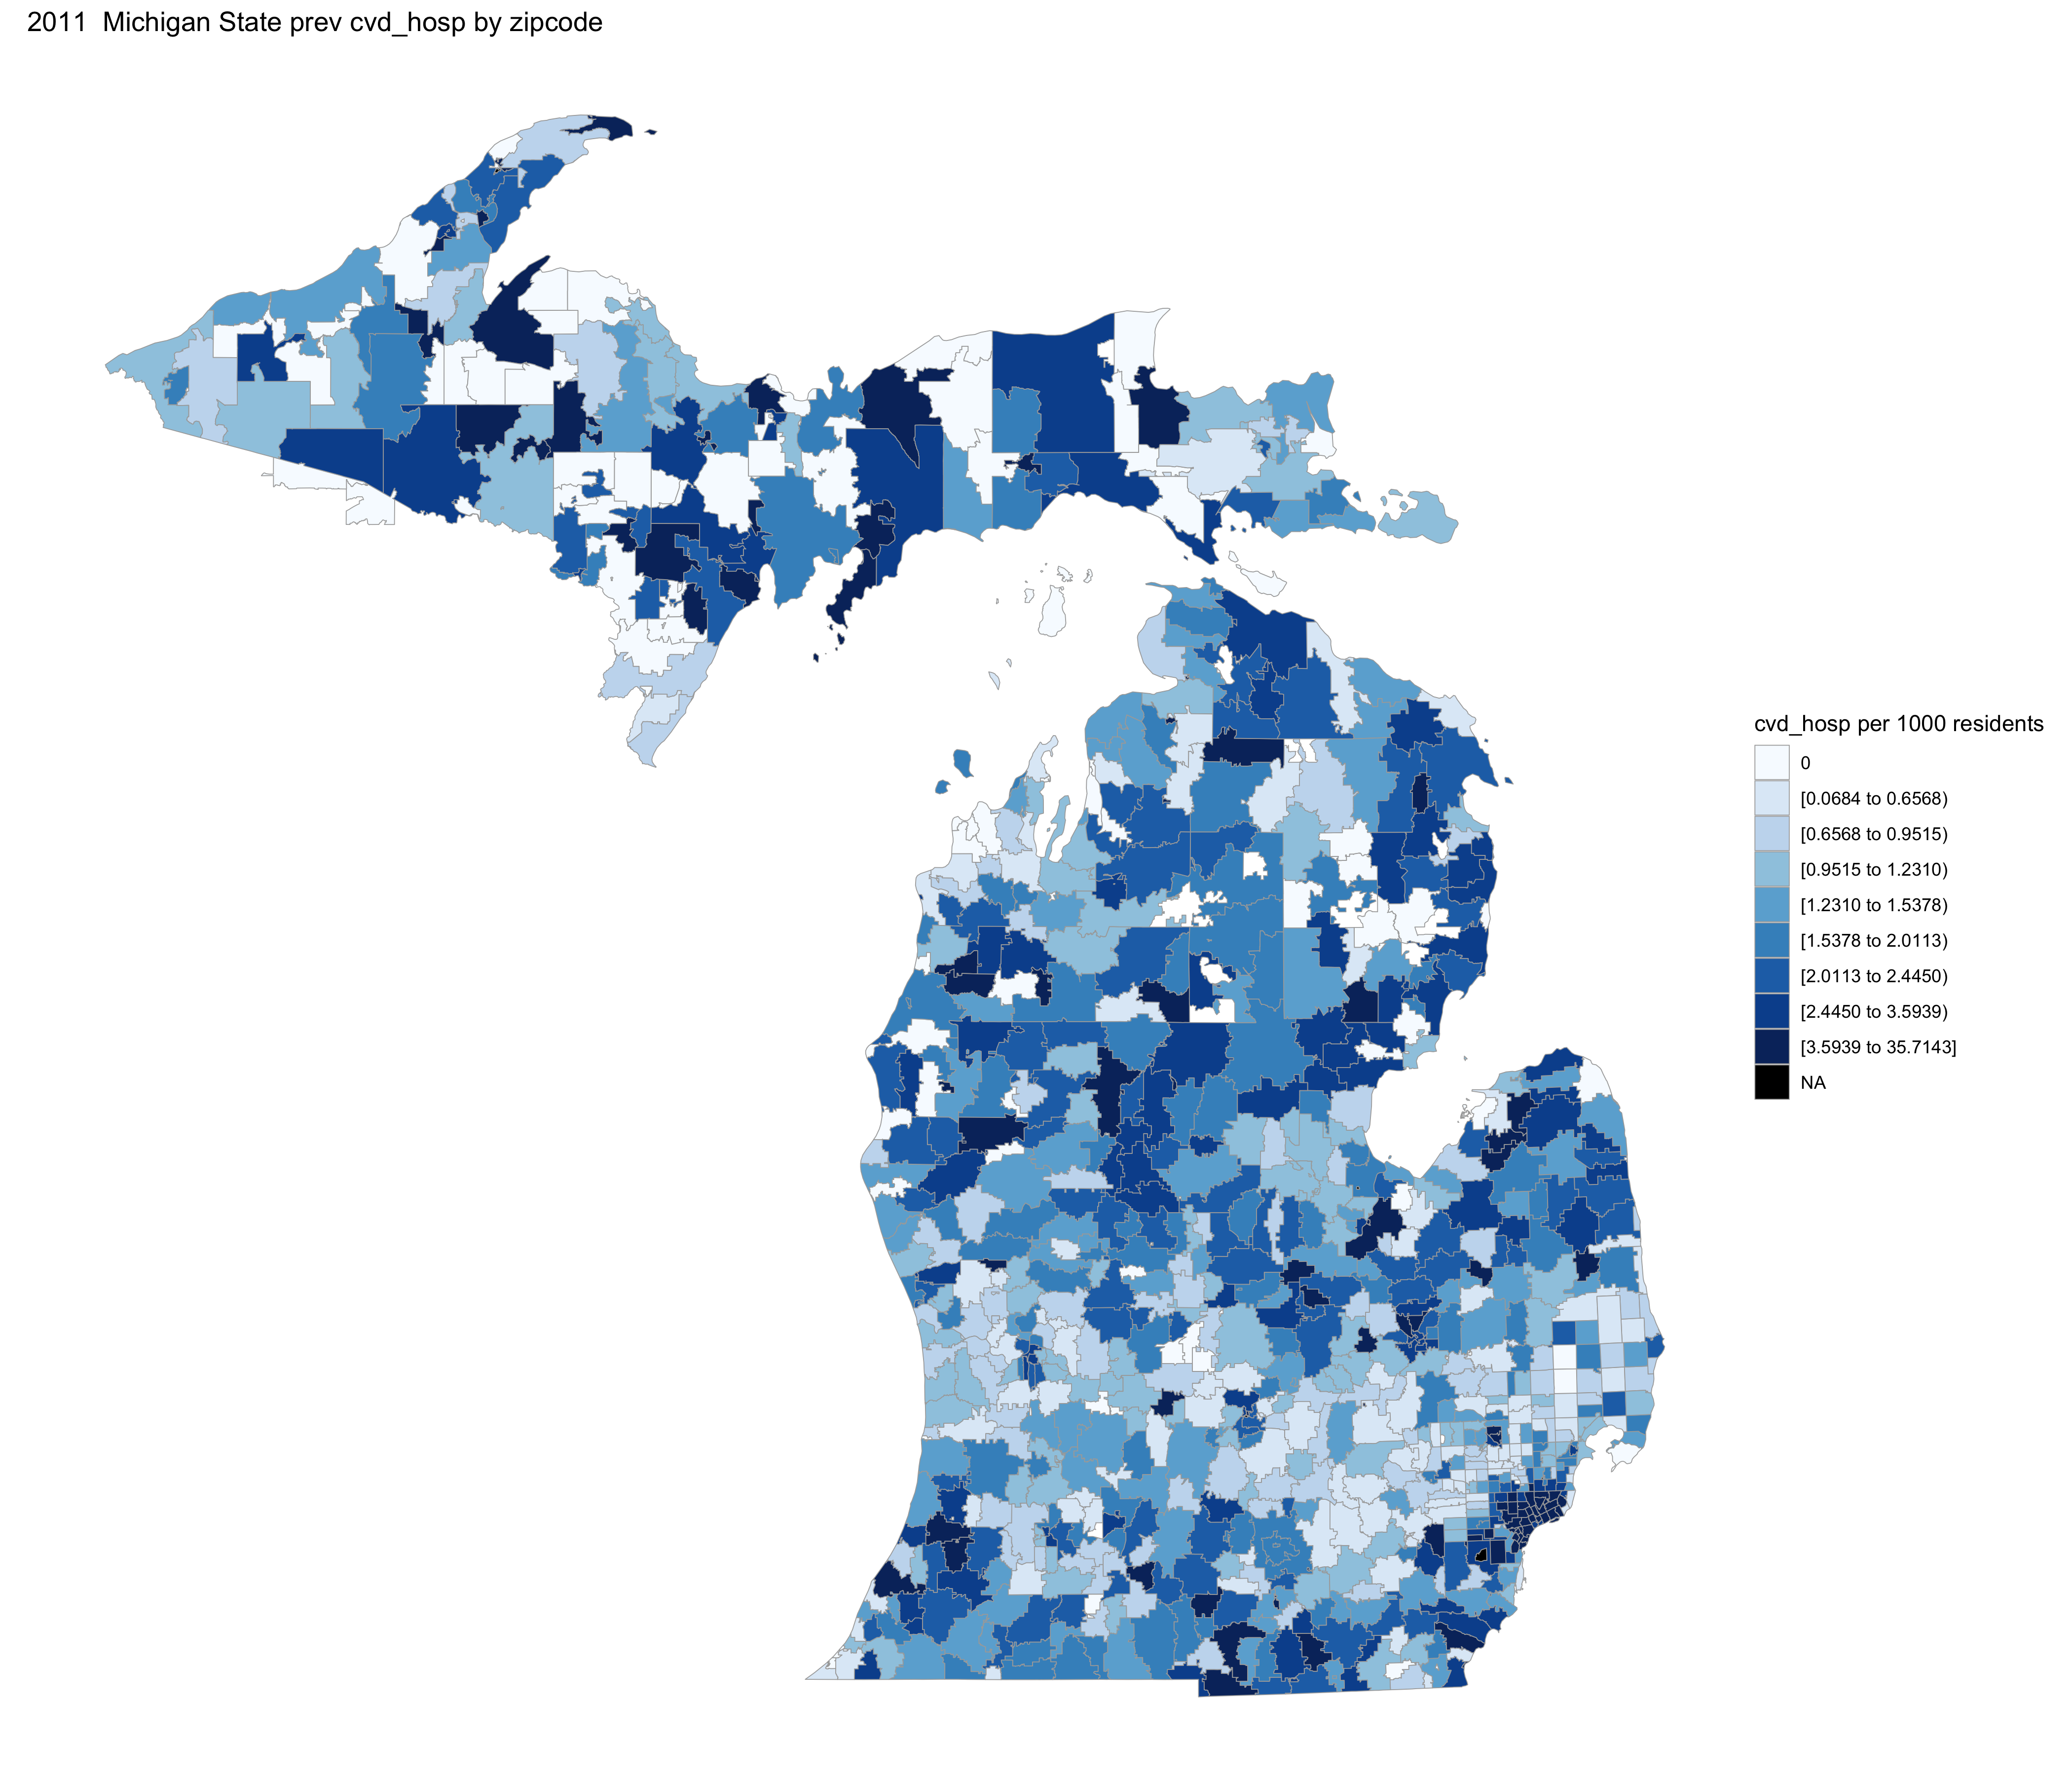 2011  Michigan State prev cvd_hosp by zipcode
cvd_hosp per 1000 residents
0
[0.0684 to 0.6568)
[0.6568 to 0.9515)
[0.9515 to 1.2310)
[1.2310 to 1.5378)
[1.5378 to 2.0113)
[2.0113 to 2.4450)
[2.4450 to 3.5939)
[3.5939 to 35.7143]
NA